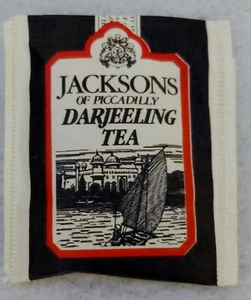 JACKSONS
OF PICCADILLY
DARJEELING
TEA